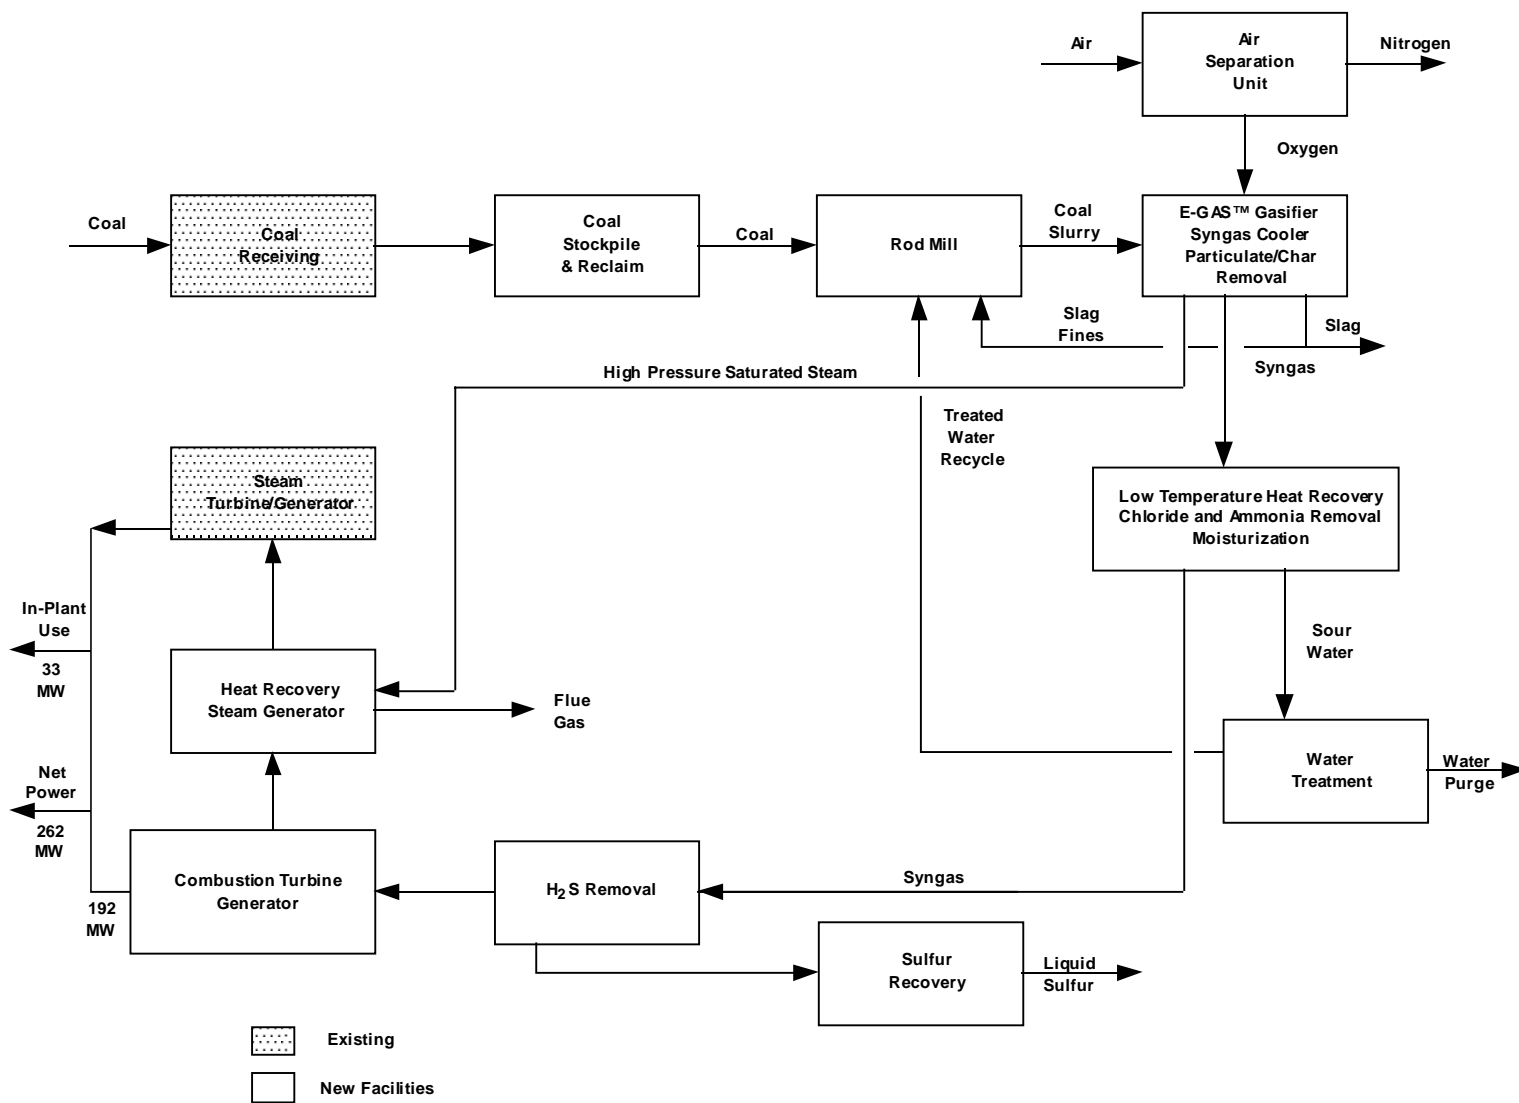 Air
Air
Separation
Unit
Nitrogen
Oxygen
Coal
Coal
Receiving
Coal
Stockpile
& Reclaim
Coal
Rod Mill
Coal
Slurry
E-GAS™ Gasifier
Syngas Cooler
Particulate/Char
Removal
Slag
Fines
Slag
Syngas
High Pressure Saturated Steam
Treated
Water
Recycle
Steam
Turbine/Generator
Low Temperature Heat Recovery
Chloride and Ammonia Removal
Moisturization
In-Plant
Use
33
MW
Sour
Water
Heat Recovery
Steam Generator
Flue
Gas
Net
Power
262
MW
Water
Treatment
Water
Purge
Combustion Turbine
Generator
192
MW
H2S Removal
Syngas
Sulfur
Recovery
Liquid
Sulfur
Existing
New Facilities